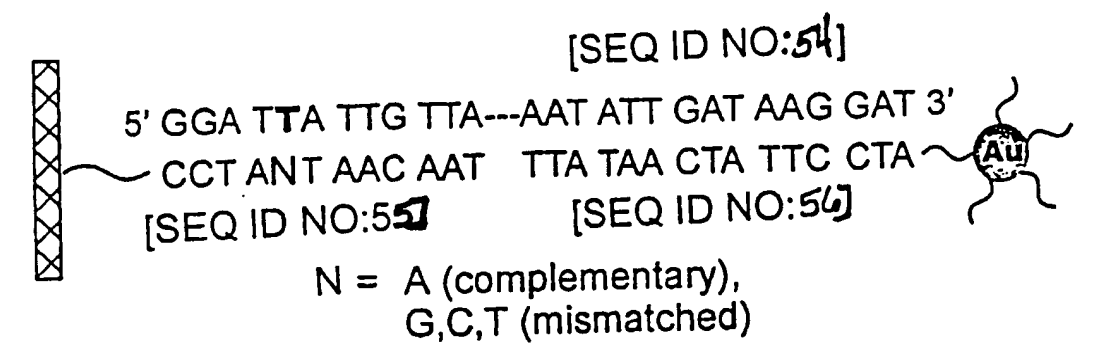 [SEQ ID NO:54]
5' GGA TTA TTG TTA---AAT ATT GAT AAG GAT 3'
CCT ANT AAC AAT TTA TAA CTA TTC CTA Au
[SEQ ID NO:55] [SEQ ID NO:56]
N = A (complementary),
G,C,T (mismatched)